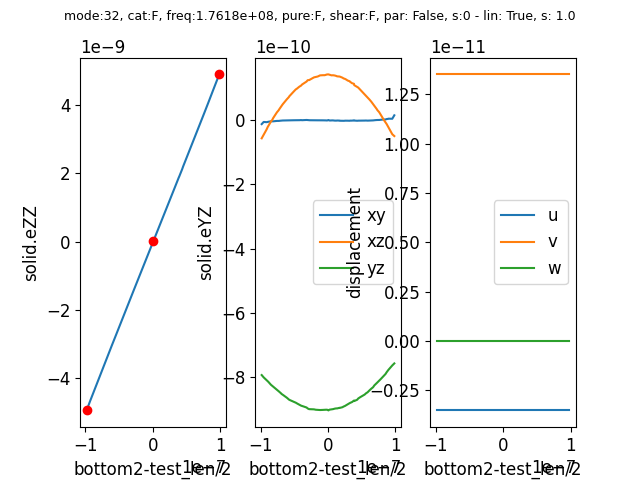 mode:32, cat:F, freq:1.7618e+08, pure:F, shear:F, par: False, s:0 - lin: True, s: 1.0
1e−9
1e−10
1e−11
4
2
0
−2
−4
solid.eZZ
−1
0
1
1e−7
bottom2-test_len/2
0
−2
−4
−6
−8
solid.eYZ
xy
xz
yz
−1
0
1
1e−7
bottom2-test_len/2
1.25
1.00
0.75
0.50
0.25
0.00
−0.25
displacement
u
v
w
−1
0
1
1e−7
bottom2-test_len/2